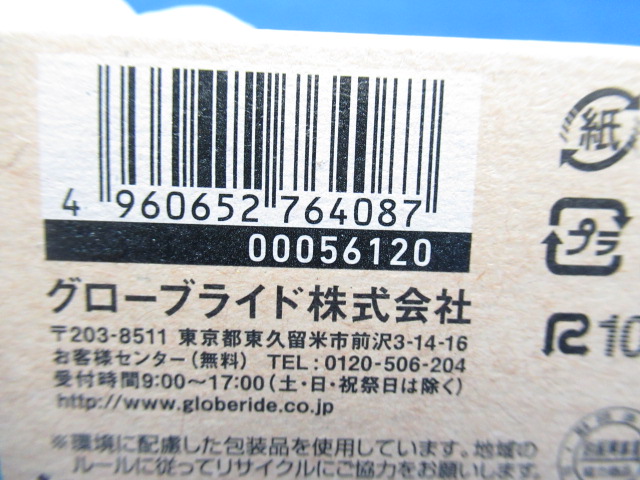 4 960652 764087
00056120
グローブライド株式会社
〒203-8511 東京都東久留米市前沢3-14-16
お客様センター(無料) TEL:0120-506-204
受付時間9:00〜17:00(土・日・祝祭日は除く)
http://www.globeride.co.jp
※環境に配慮した包装品を使用しています。地域の
ルールに従ってリサイクルにご協力をお願いします。
紙
プラ
R10